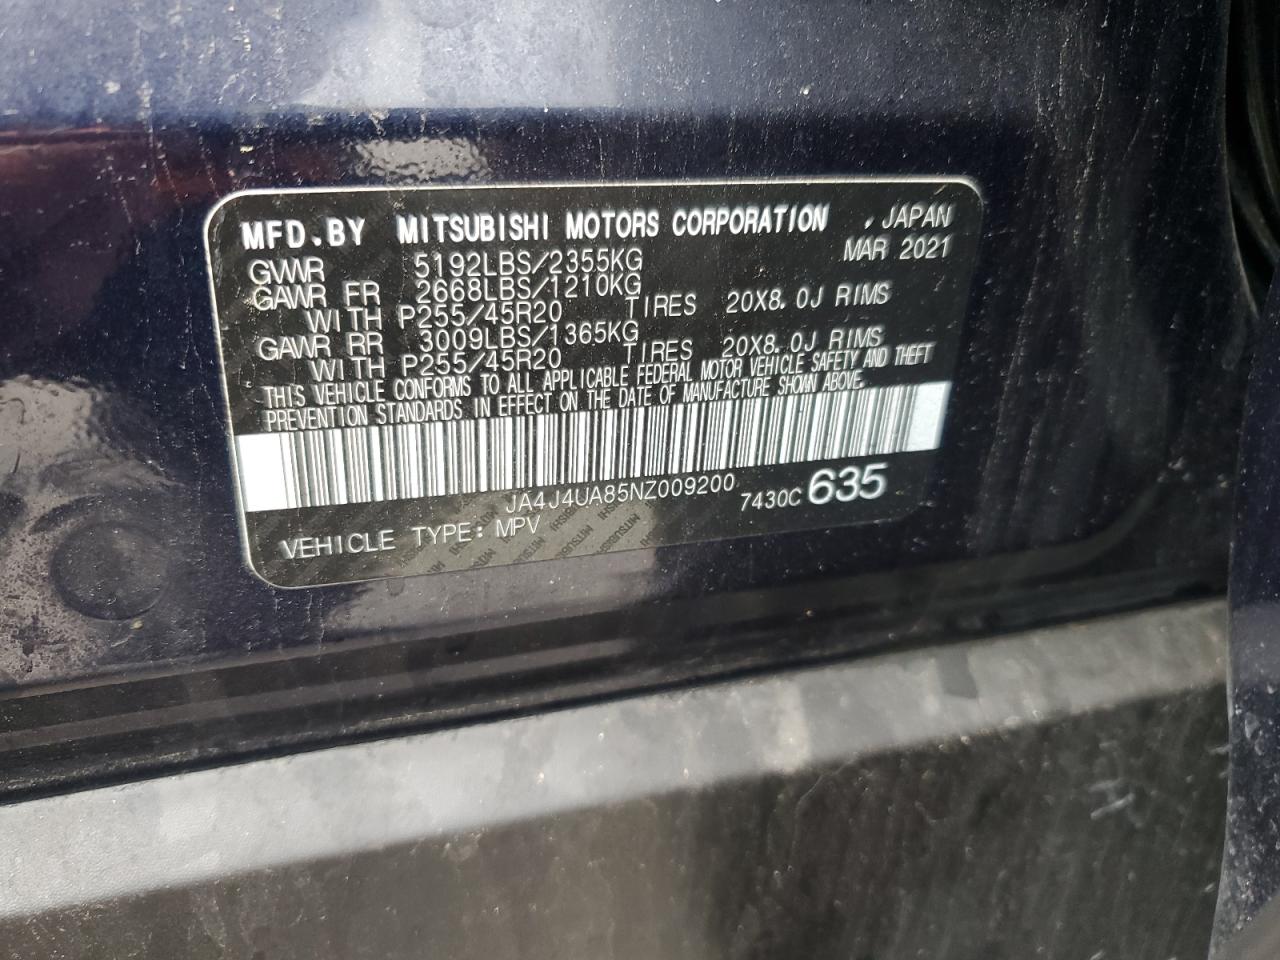 MFD.BY MITSUBISHI MOTORS CORPORATION , JAPAN
MAR 2021
GVWR 5192LBS/2355KG
GAWR FR 2668LBS/1210KG
WITH P255/45R20 TIRES 20X8.0J RIMS
GAWR RR 3009LBS/1365KG
WITH P255/45R20 TIRES 20X8.0J RIMS
THIS VEHICLE CONFORMS TO ALL APPLICABLE FEDERAL MOTOR VEHICLE SAFETY AND THEFT
PREVENTION STANDARDS IN EFFECT ON THE DATE OF MANUFACTURE SHOWN ABOVE.
JA4J4UA85NZ009200
7430C 635
VEHICLE TYPE: MPV